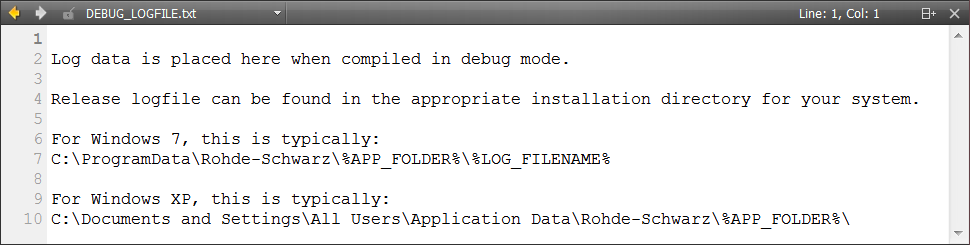 DEBUG_LOGFILE.txt Line: 1, Col: 1
1
2 Log data is placed here when compiled in debug mode.
3
4 Release logfile can be found in the appropriate installation directory for your system.
5
6 For Windows 7, this is typically:
7 C:\ProgramData\Rohde-Schwarz\%APP_FOLDER%\%LOG_FILENAME%
8
9 For Windows XP, this is typically:
10 C:\Documents and Settings\All Users\Application Data\Rohde-Schwarz\%APP_FOLDER%\